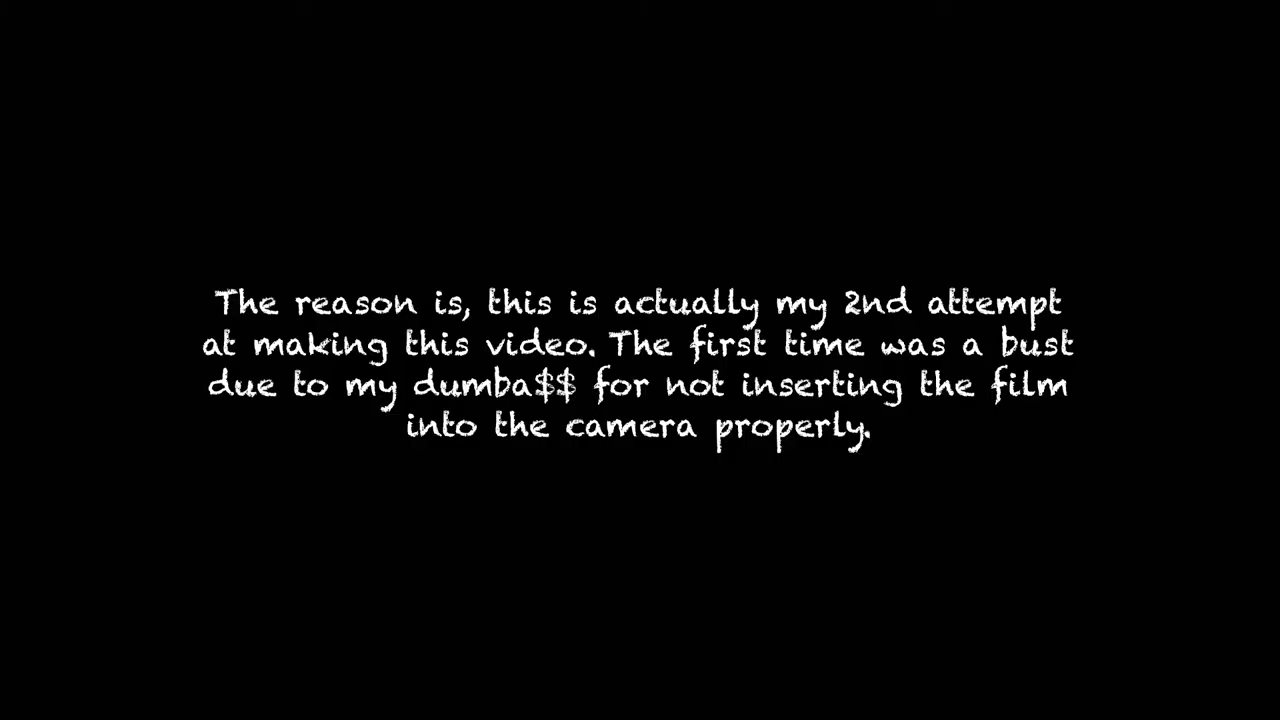 The reason is, this is actually my 2nd attempt
at making this video. The first time was a bust
due to my dumba$$ for not inserting the film
into the camera properly.